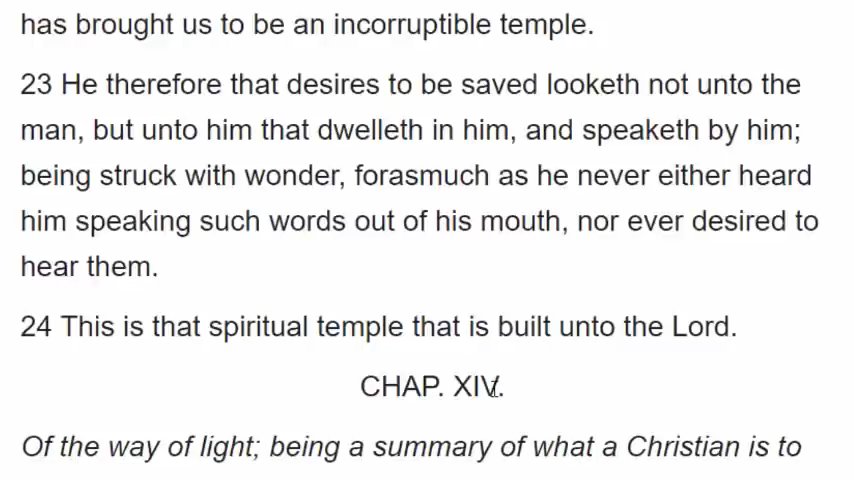 has brought us to be an incorruptible temple.
23 He therefore that desires to be saved looketh not unto the
man, but unto him that dwelleth in him, and speaketh by him;
being struck with wonder, forasmuch as he never either heard
him speaking such words out of his mouth, nor ever desired to
hear them.
24 This is that spiritual temple that is built unto the Lord.
CHAP. XIV.
Of the way of light; being a summary of what a Christian is to